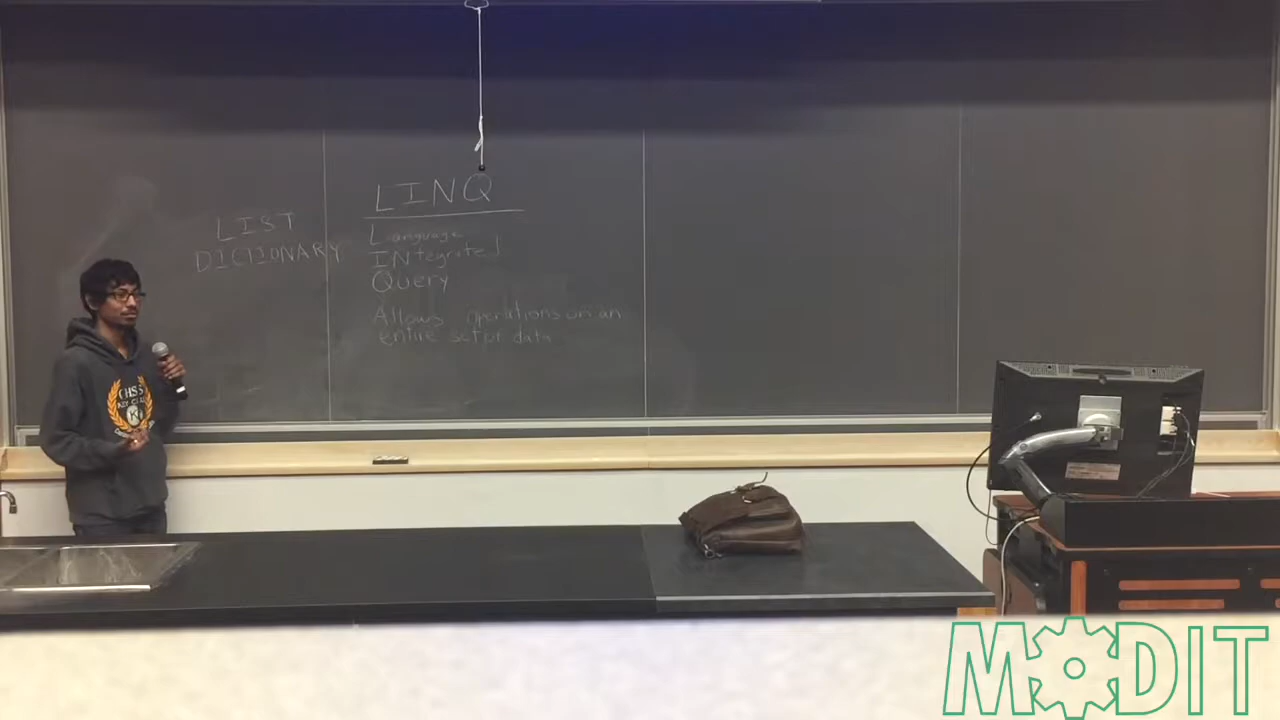 LIST
DICTIONARY
LINQ
Language
INtegrated
Query
Allows operations on an
entire set of data
MODIT